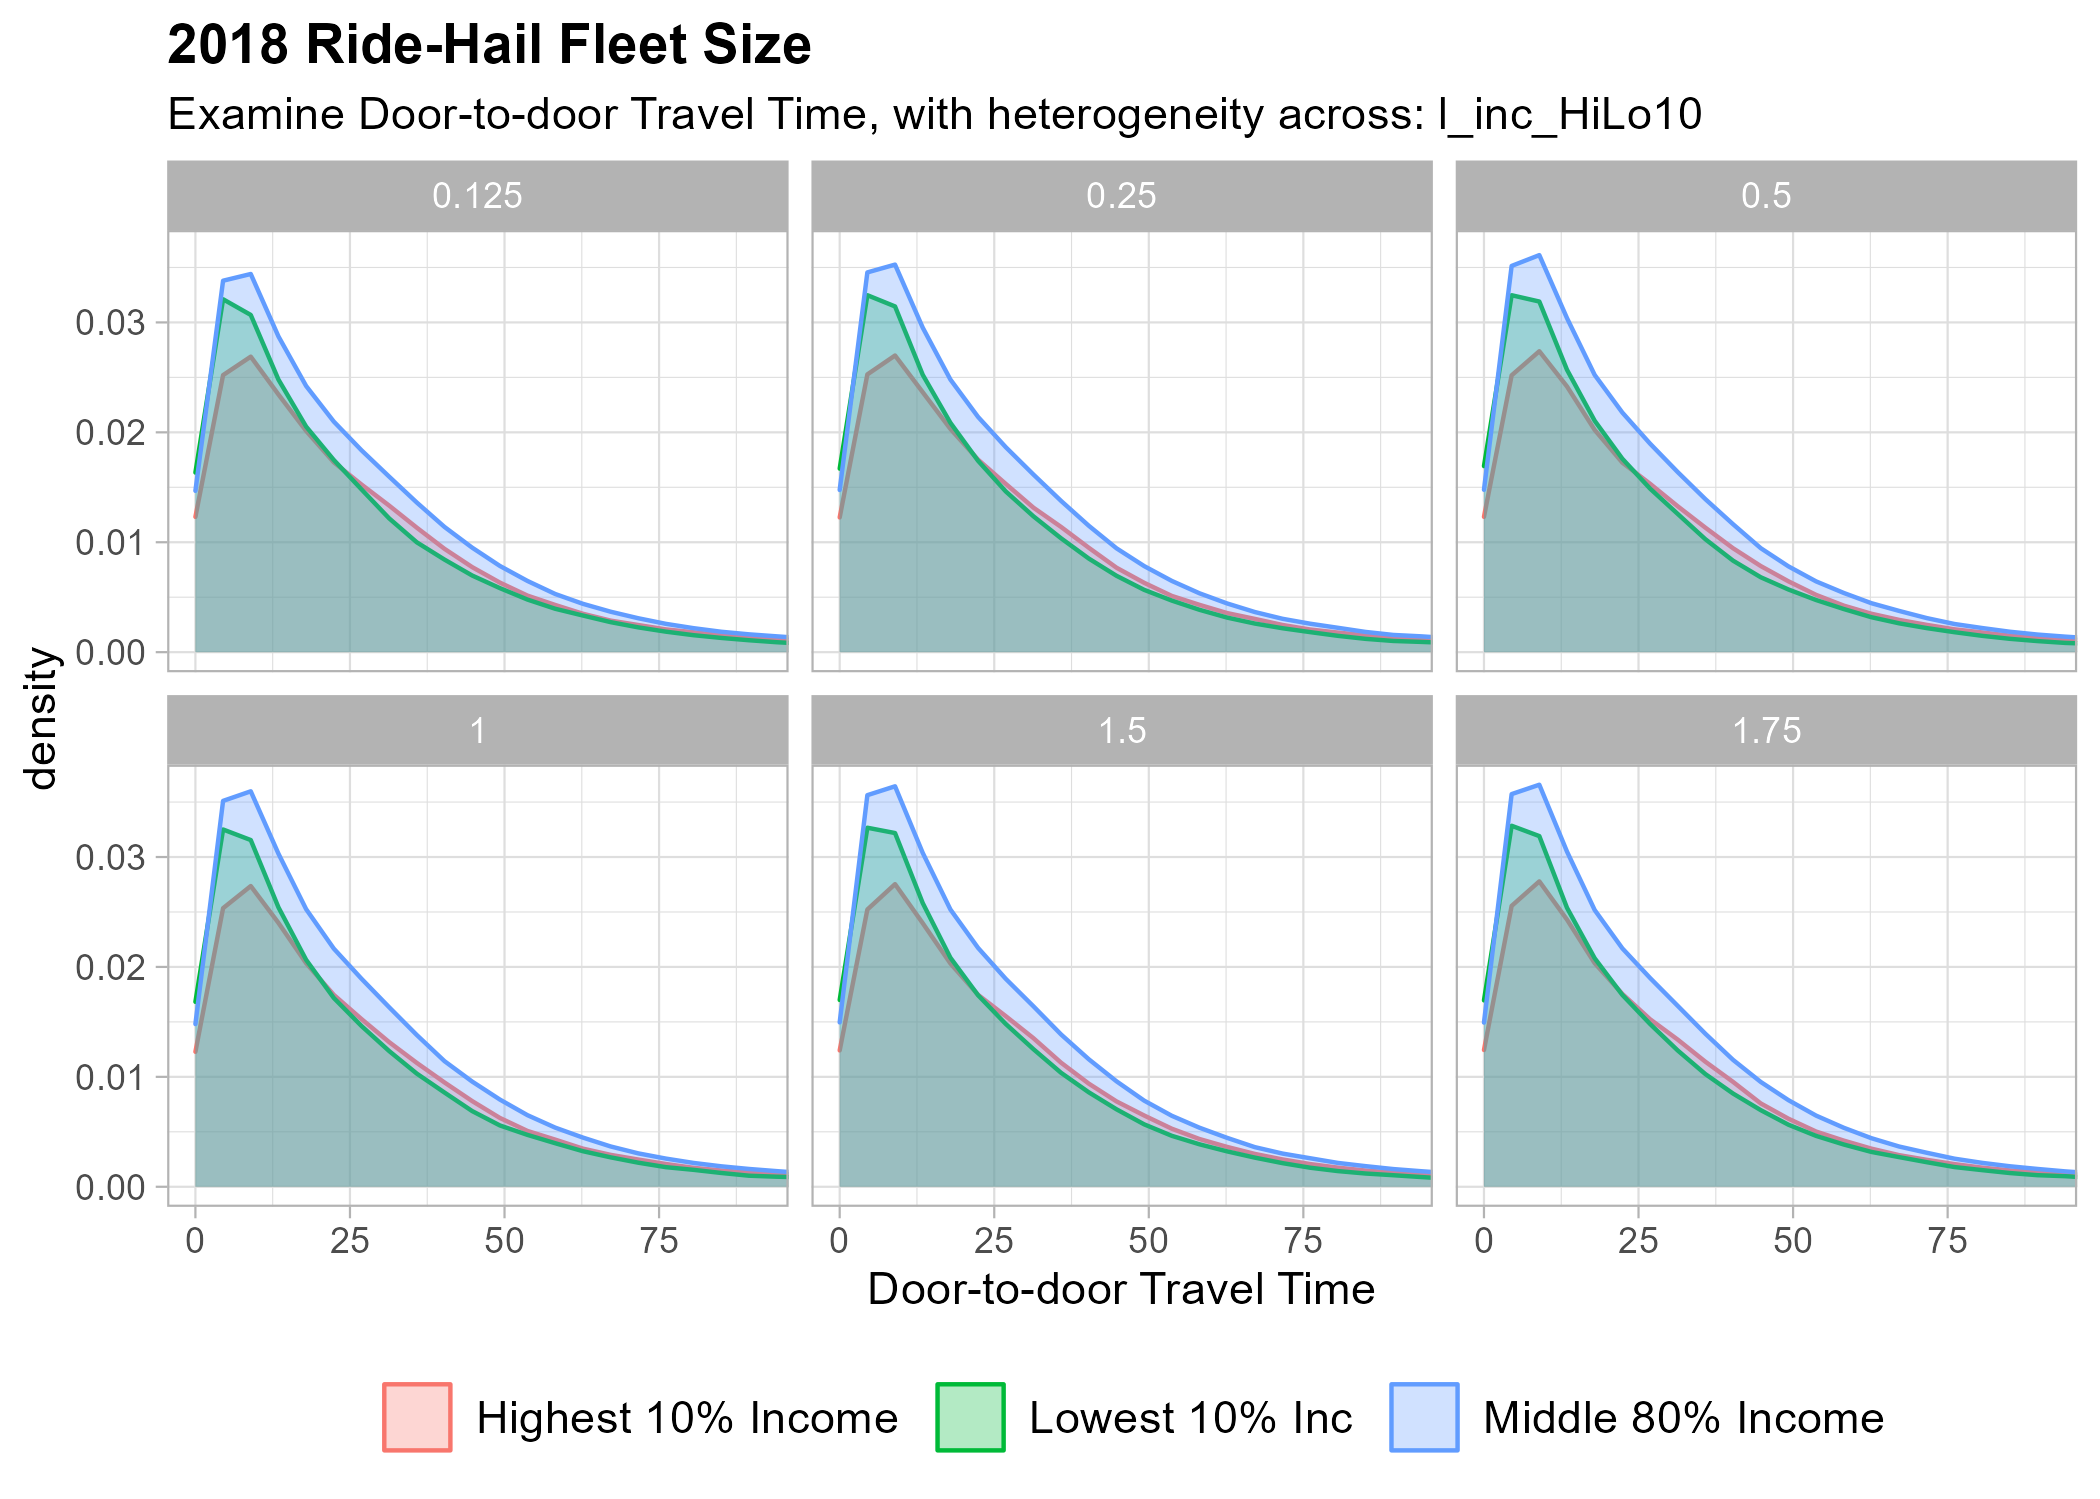 2018 Ride-Hail Fleet Size
Examine Door-to-door Travel Time, with heterogeneity across: l_inc_HiLo10
0.125 0.25 0.5
0.03
0.02
0.01
0.00
density
1 1.5 1.75
0.03
0.02
0.01
0.00
0 25 50 75 0 25 50 75 0 25 50 75
Door-to-door Travel Time
Highest 10% Income Lowest 10% Inc Middle 80% Income